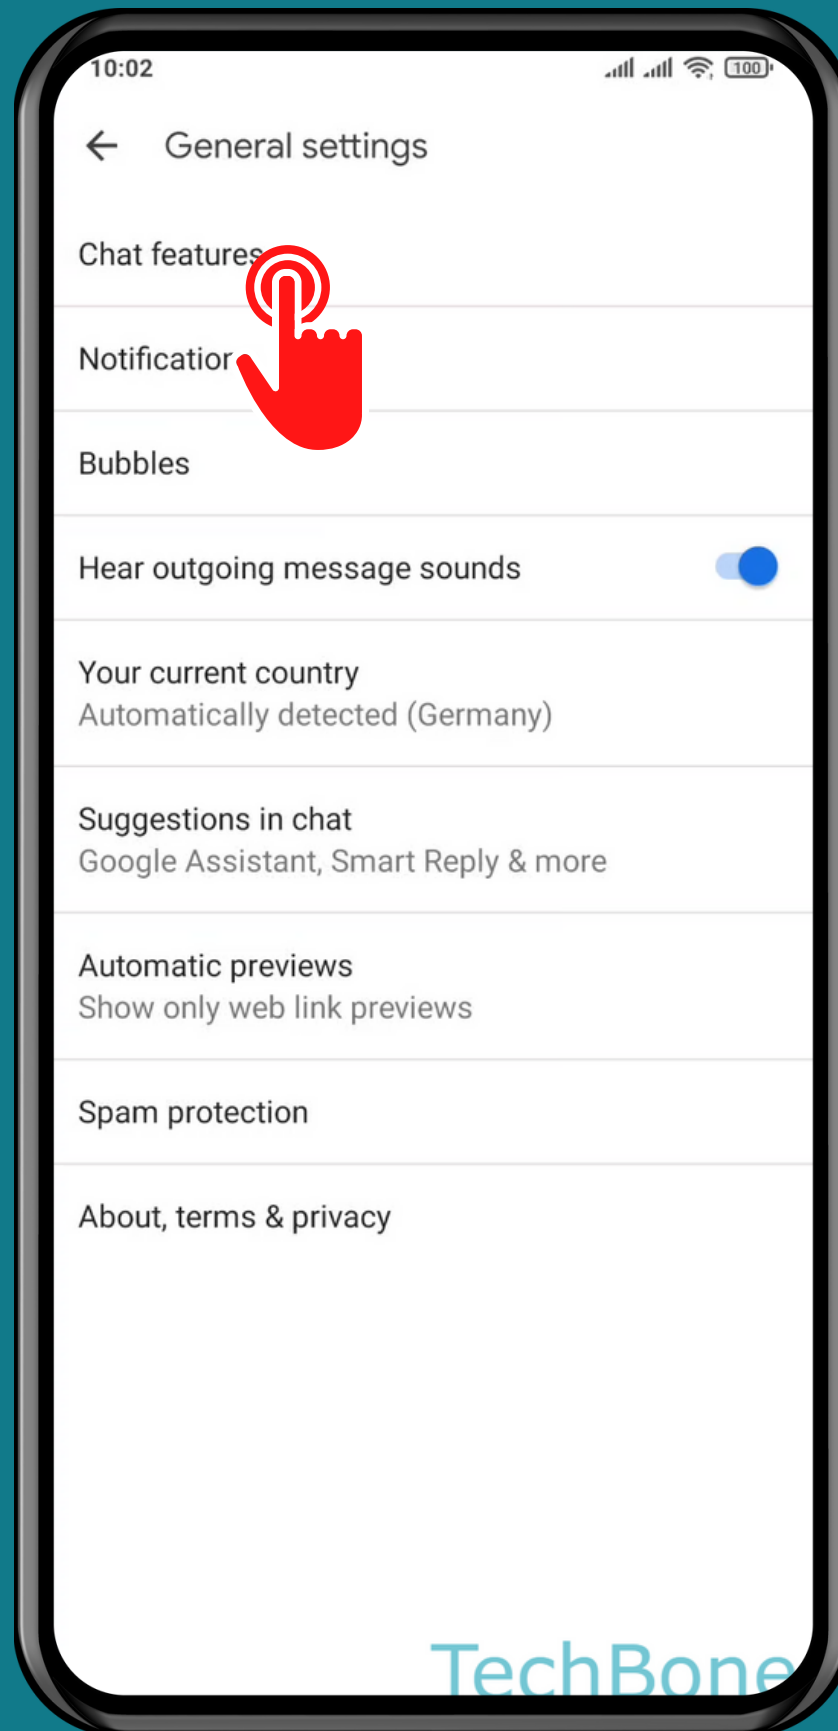 10:02
100
General settings
Chat features
Notification
Bubbles
Hear outgoing message sounds
Your current country
Automatically detected (Germany)
Suggestions in chat
Google Assistant, Smart Reply & more
Automatic previews
Show only web link previews
Spam protection
About, terms & privacy
TechBone